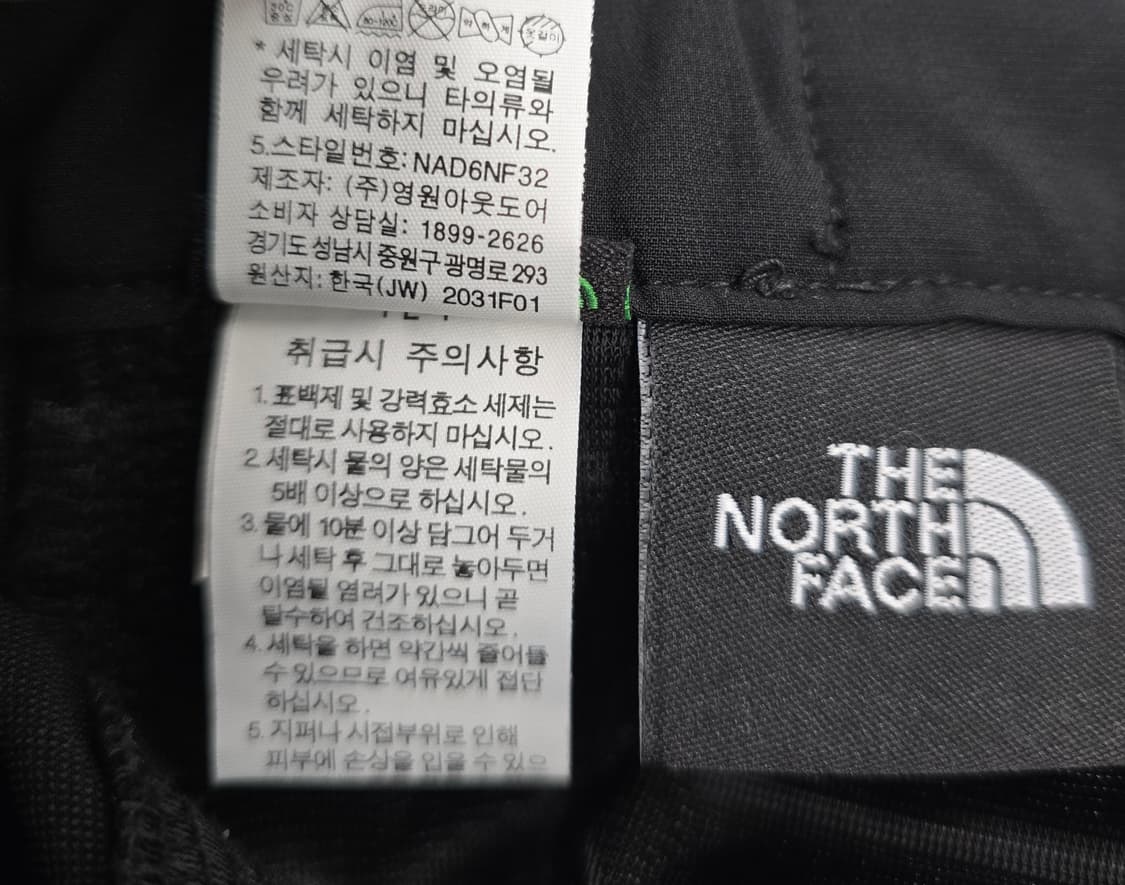 약하게
옷걸이
* 세탁시 이염 및 오염될
우려가 있으니 타의류와
함께 세탁하지 마십시오.
5.스타일번호: NAD6NF32
제조자: (주)영원아웃도어
소비자 상담실: 1899-2626
경기도 성남시 중원구 광명로 293
원산지: 한국(JW) 2031F01
취급시 주의사항
1. 표백제 및 강력효소 세제는
절대로 사용하지 마십시오.
2. 세탁시 물의 양은 세탁물의
5배 이상으로 하십시오.
3. 물에 10분 이상 담그어 두거
나 세탁 후 그대로 놓아두면
이염될 염려가 있으니 곧
탈수하여 건조하십시오.
4. 세탁을 하면 약간씩 줄어들
수 있으므로 여유있게 접단
하십시오.
5. 지퍼나 시접부위로 인해
피부에 손상을 입을 수 있으
THE
NORTH
FACE